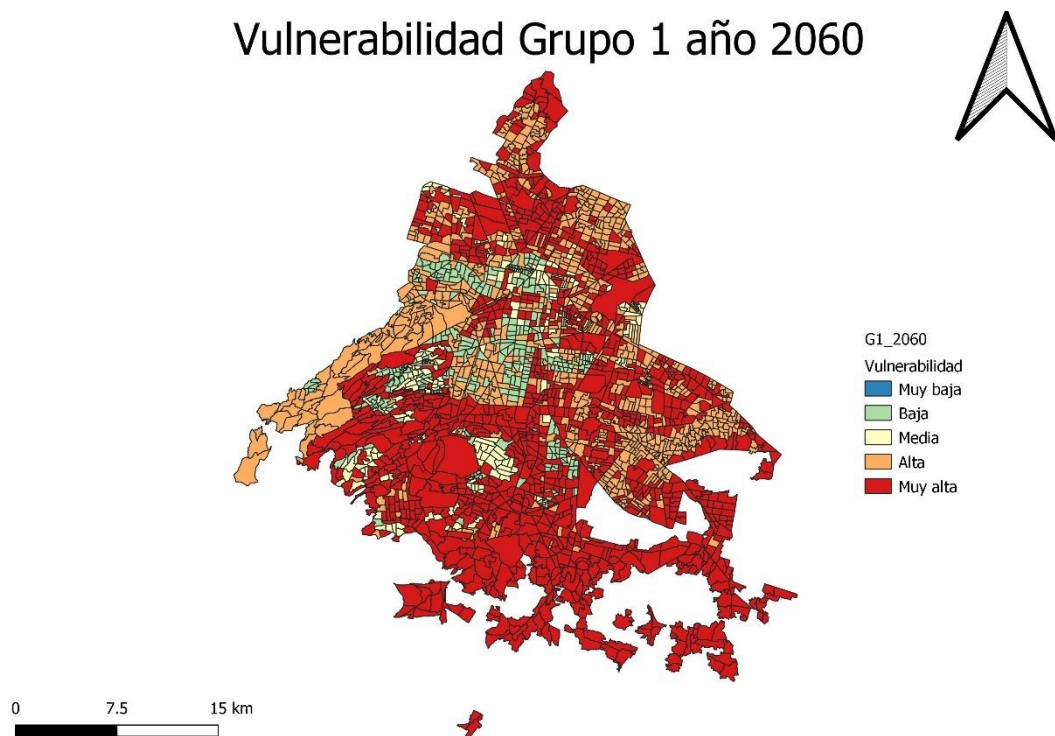 Vulnerabilidad Grupo 1 año 2060
G1_2060
Vulnerabilidad
Muy baja
Baja
Media
Alta
Muy alta
0 7.5 15 km